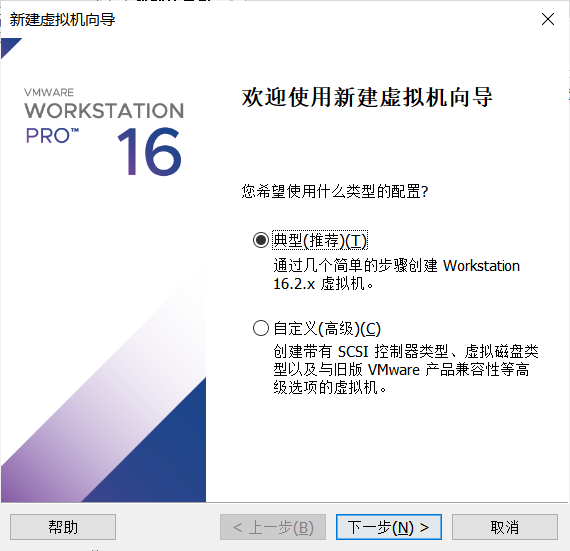 新建虚拟机向导
VMWARE
WORKSTATION
PRO™ 16
欢迎使用新建虚拟机向导
您希望使用什么类型的配置?
典型(推荐)(T)
通过几个简单的步骤创建 Workstation
16.2.x 虚拟机。
自定义(高级)(C)
创建带有 SCSI 控制器类型、虚拟磁盘类
型以及与旧版 VMware 产品兼容性等高
级选项的虚拟机。
帮助
< 上一步(B)
下一步(N) >
取消